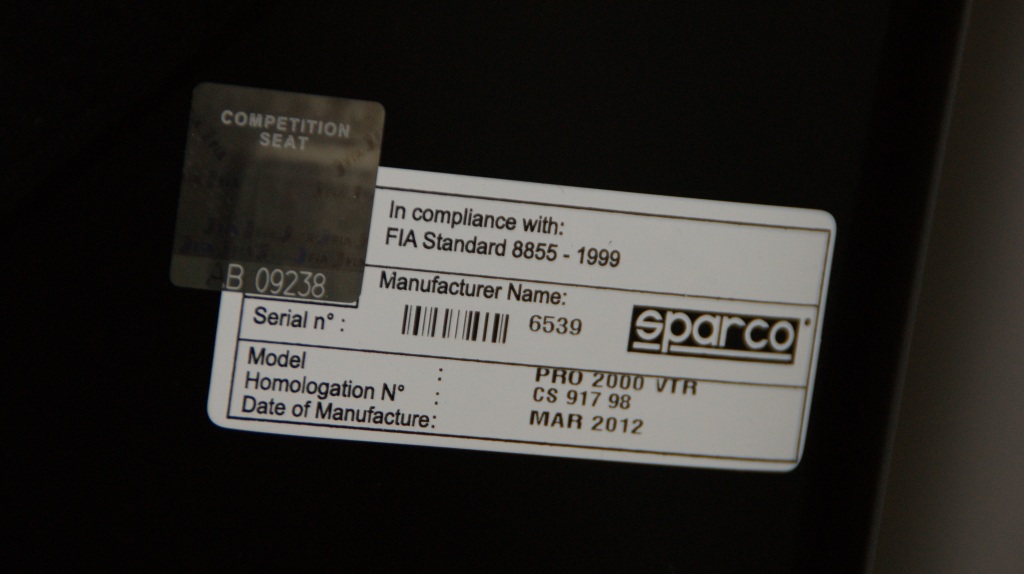 COMPETITION
SEAT
AB 09238
In compliance with:
FIA Standard 8855 - 1999
Manufacturer Name:
Serial n° : 6539 sparco
Model : PRO 2000 VTR
Homologation N° : CS 917 98
Date of Manufacture: MAR 2012